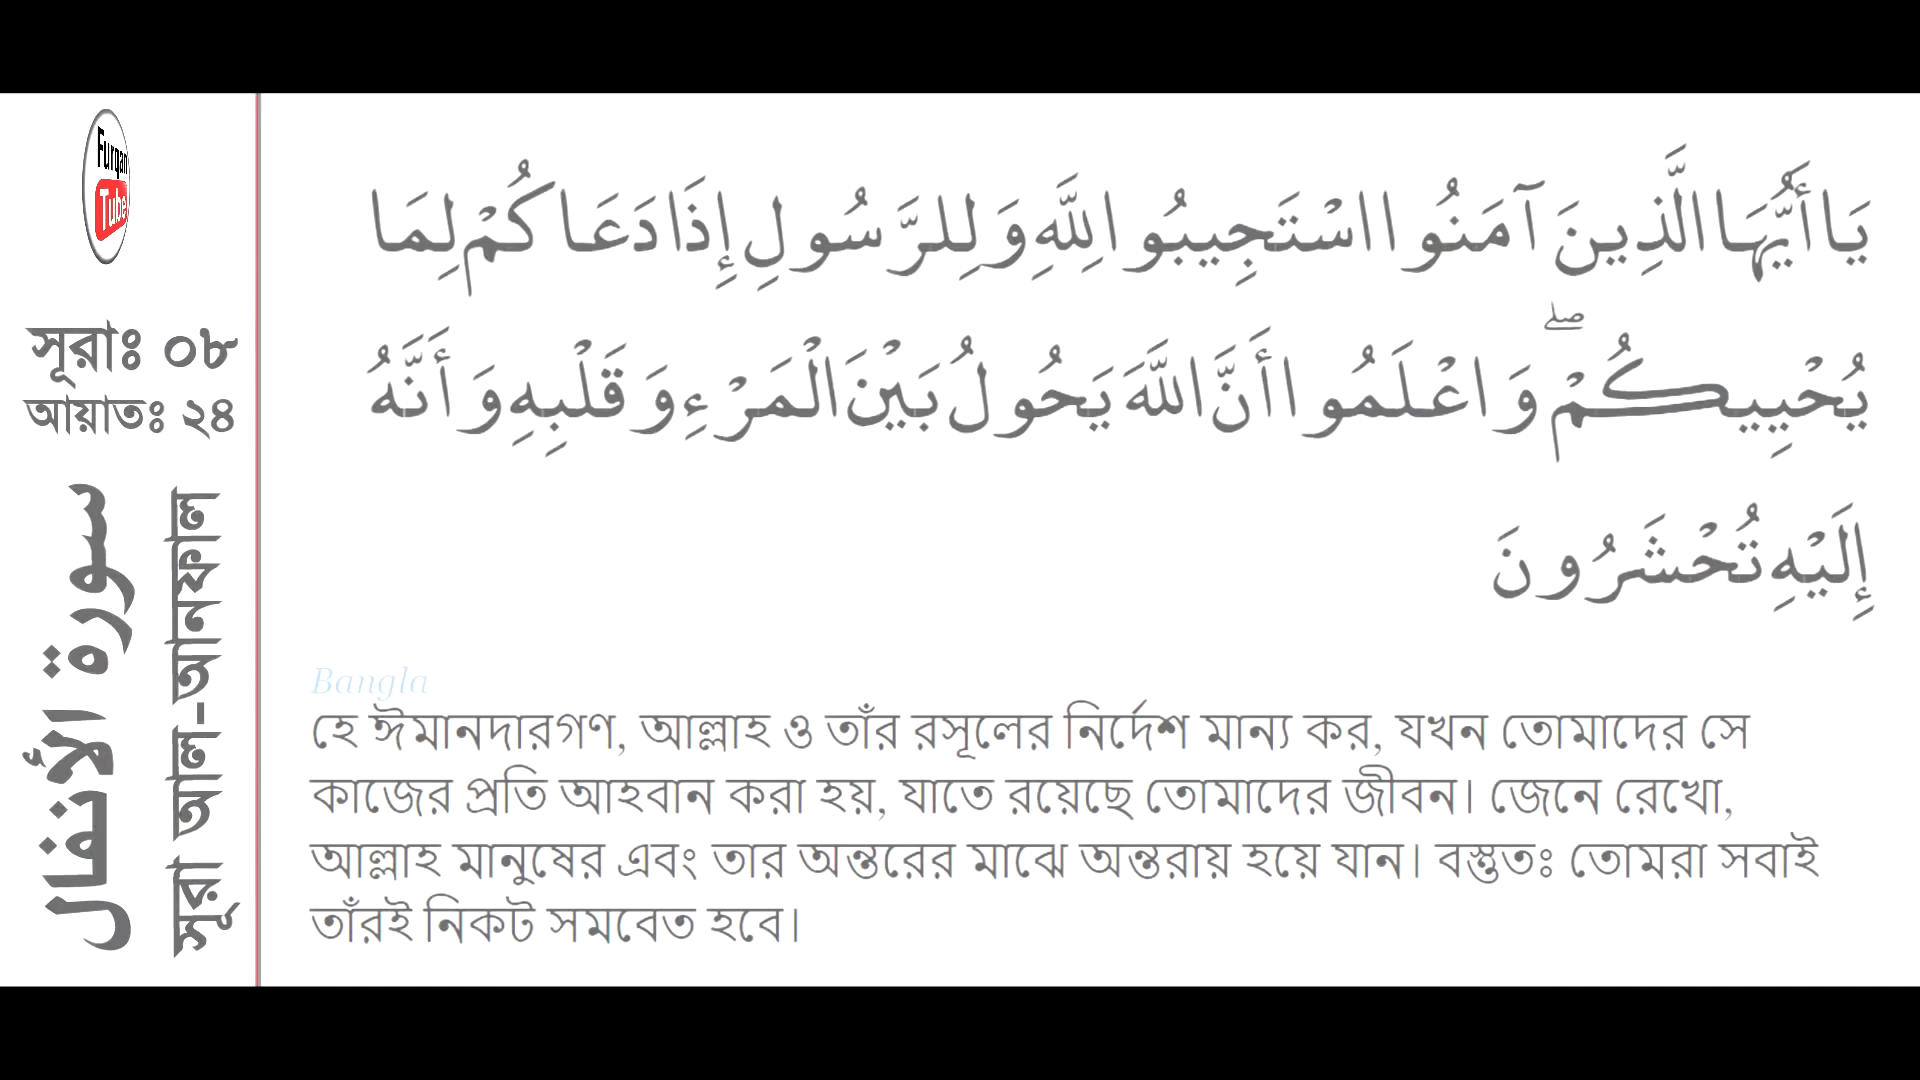 Furqan
Tube
সূরাঃ ০৮
আয়াতঃ ২৪
سورة الأنفال
সূরা আল-আনফাল
يَا أَيُّهَا الَّذِينَ آمَنُوا اسْتَجِيبُوا لِلَّهِ وَلِلرَّسُولِ إِذَا دَعَاكُمْ لِمَا
يُحْيِيكُمْ ۖ وَاعْلَمُوا أَنَّ اللَّهَ يَحُولُ بَيْنَ الْمَرْءِ وَقَلْبِهِ وَأَنَّهُ
إِلَيْهِ تُحْشَرُونَ
Bangla
হে ঈমানদারগণ, আল্লাহ ও তাঁর রসূলের নির্দেশ মান্য কর, যখন তোমাদের সে
কাজের প্রতি আহবান করা হয়, যাতে রয়েছে তোমাদের জীবন। জেনে রেখো,
আল্লাহ মানুষের এবং তার অন্তরের মাঝে অন্তরায় হয়ে যান। বস্তুতঃ তোমরা সবাই
তাঁরই নিকট সমবেত হবে।